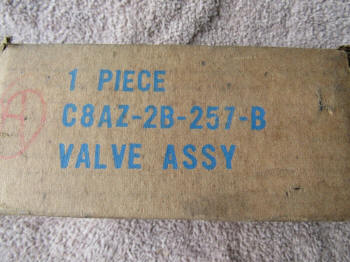 1 PIECE
C8AZ-2B-257-B
VALVE ASSY